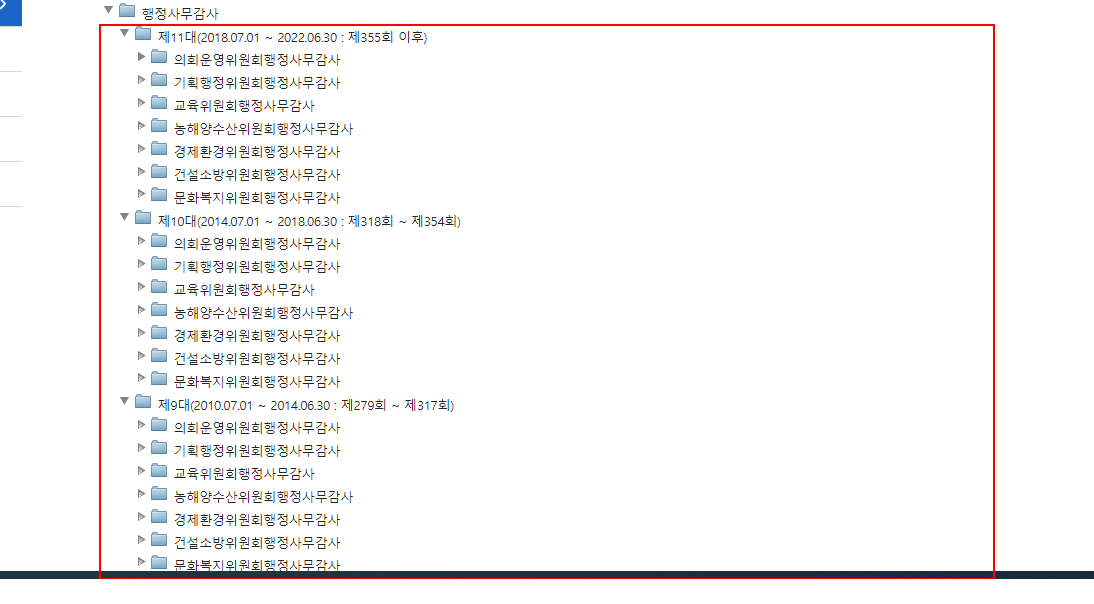 행정사무감사
제11대(2018.07.01 ~ 2022.06.30 : 제355회 이후)
의회운영위원회행정사무감사
기획행정위원회행정사무감사
교육위원회행정사무감사
농해양수산위원회행정사무감사
경제환경위원회행정사무감사
건설소방위원회행정사무감사
문화복지위원회행정사무감사
제10대(2014.07.01 ~ 2018.06.30 : 제318회 ~ 제354회)
의회운영위원회행정사무감사
기획행정위원회행정사무감사
교육위원회행정사무감사
농해양수산위원회행정사무감사
경제환경위원회행정사무감사
건설소방위원회행정사무감사
문화복지위원회행정사무감사
제9대(2010.07.01 ~ 2014.06.30 : 제279회 ~ 제317회)
의회운영위원회행정사무감사
기획행정위원회행정사무감사
교육위원회행정사무감사
농해양수산위원회행정사무감사
경제환경위원회행정사무감사
건설소방위원회행정사무감사
문화복지위원회행정사무감사